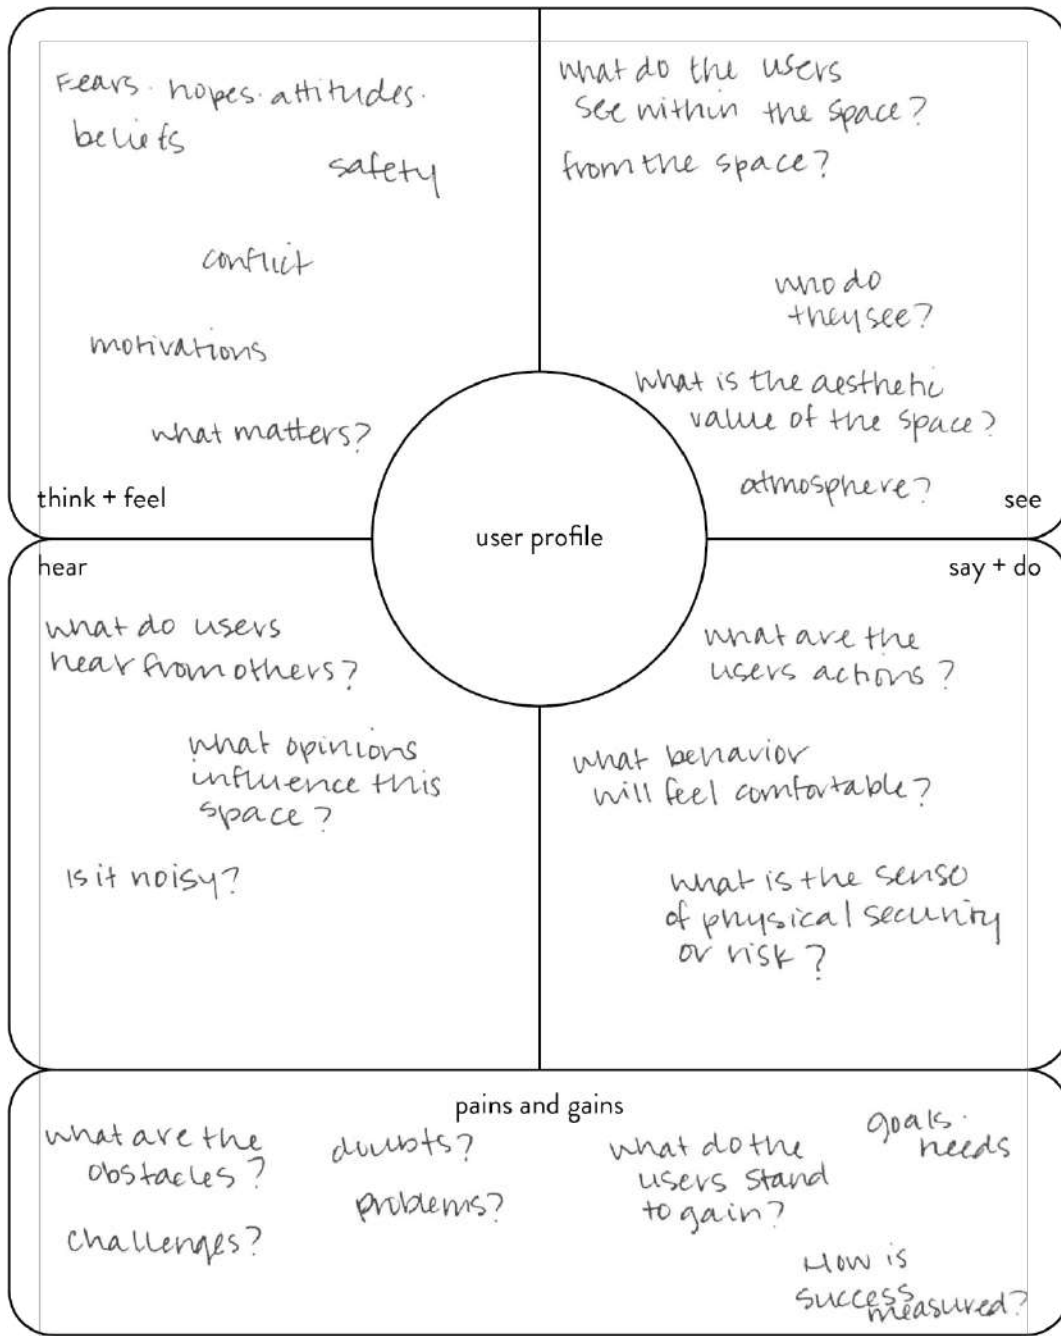 Fears · hopes · attitudes ·
beliefs
safety
conflict
motivations
what matters?
think + feel
what do the users
see within the space?
from the space?
who do
they see?
what is the aesthetic
value of the space?
atmosphere?
see
user profile
hear
what do users
hear from others?
what opinions
influence this
space?
Is it noisy?
say + do
what are the
users actions?
what behavior
will feel comfortable?
what is the sense
of physical security
or risk?
pains and gains
what are the
obstacles?
challenges?
doubts?
problems?
what do the
users stand
to gain?
goals ·
needs
How is
success
measured?